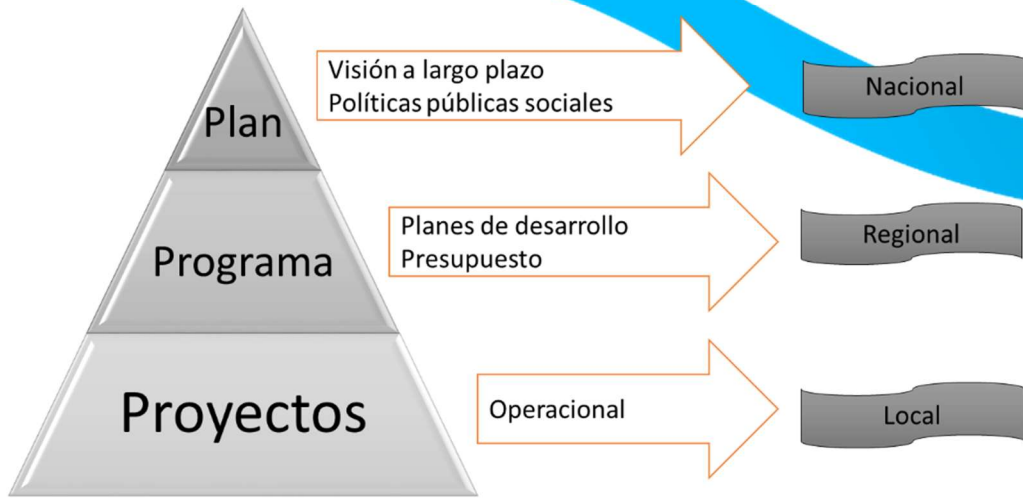 Plan
Visión a largo plazo
Políticas públicas sociales
Nacional
Programa
Planes de desarrollo
Presupuesto
Regional
Proyectos
Operacional
Local